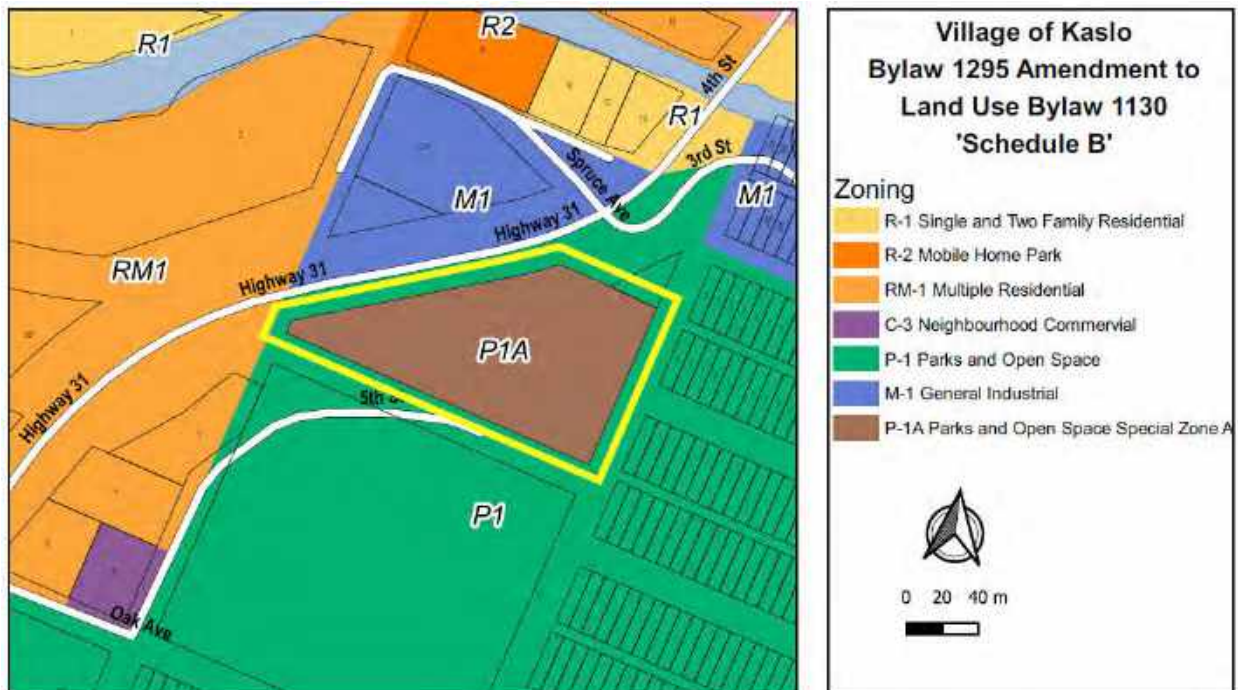 R1
R2
4th St
R1
3rd St
Spruce Ave
M1
M1
Highway 31
Highway 31
RM1
P1A
Highway 31
5th
P1
Oak Ave
Village of Kaslo
Bylaw 1295 Amendment to
Land Use Bylaw 1130
'Schedule B'
Zoning
R-1 Single and Two Family Residential
R-2 Mobile Home Park
RM-1 Multiple Residential
C-3 Neighbourhood Commervial
P-1 Parks and Open Space
M-1 General Industrial
P-1A Parks and Open Space Special Zone A
0 20 40 m